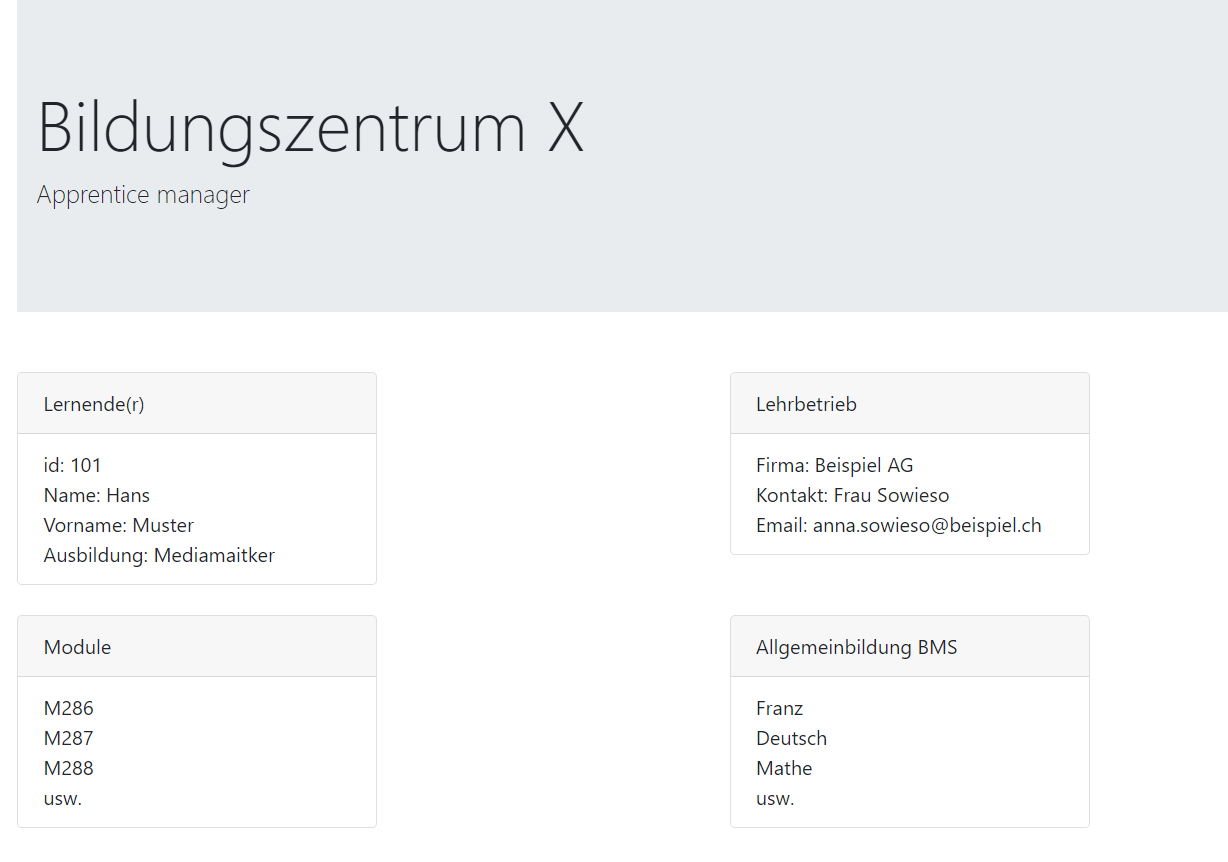 Bildungszentrum X
Apprentice manager
Lernende(r)
id: 101
Name: Hans
Vorname: Muster
Ausbildung: Mediamaitker
Lehrbetrieb
Firma: Beispiel AG
Kontakt: Frau Sowieso
Email: anna.sowieso@beispiel.ch
Module
M286
M287
M288
usw.
Allgemeinbildung BMS
Franz
Deutsch
Mathe
usw.